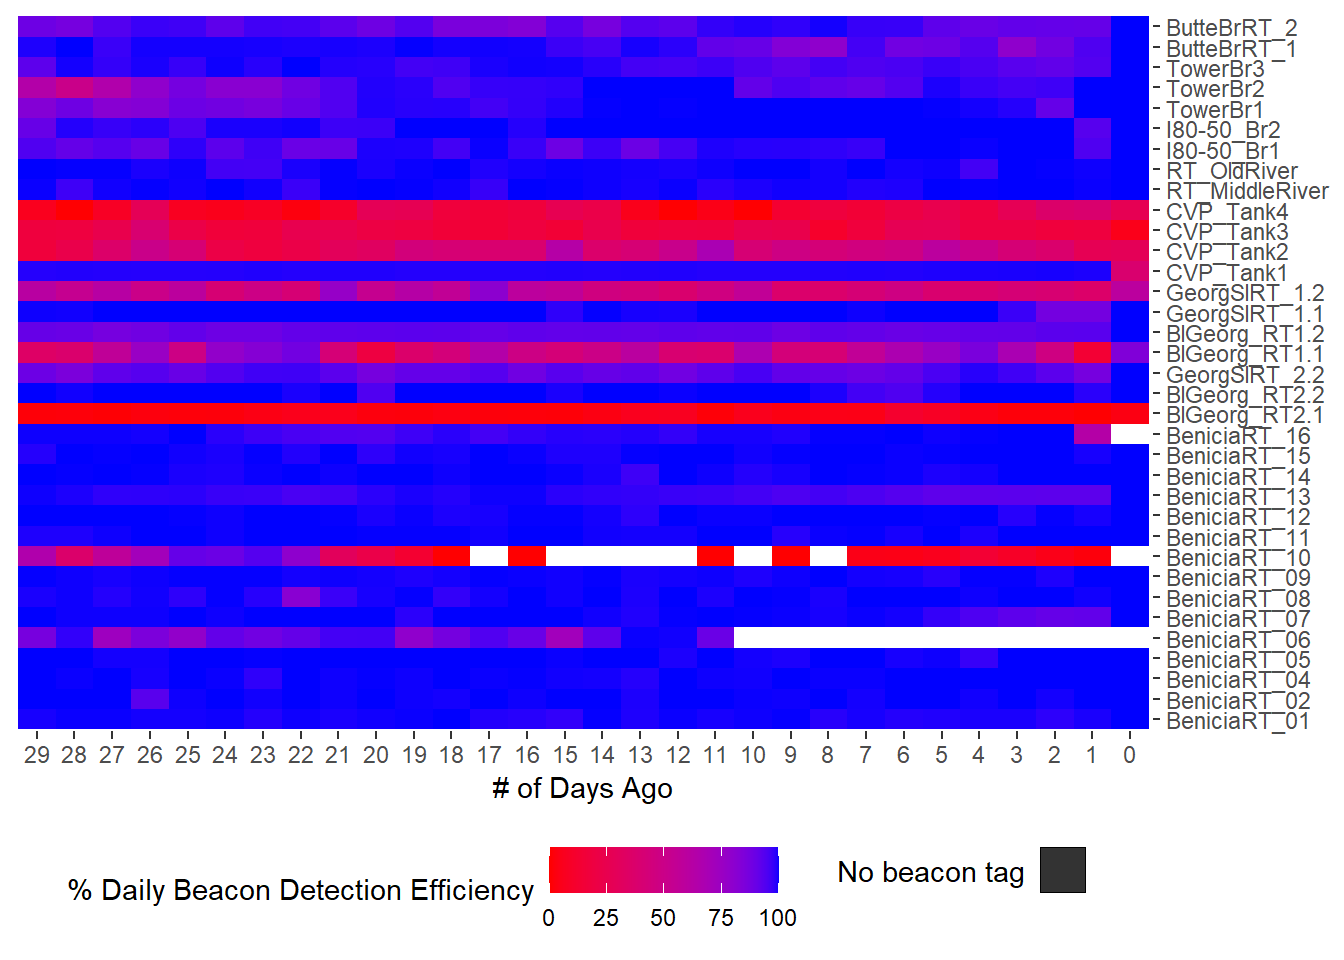 ButteBrRT_2
ButteBrRT_1
TowerBr3
TowerBr2
TowerBr1
I80-50_Br2
I80-50_Br1
RT_OldRiver
RT_MiddleRiver
CVP_Tank4
CVP_Tank3
CVP_Tank2
CVP_Tank1
GeorgSlRT_1.2
GeorgSlRT_1.1
BlGeorg_RT1.2
BlGeorg_RT1.1
GeorgSlRT_2.2
BlGeorg_RT2.2
BlGeorg_RT2.1
BeniciaRT_16
BeniciaRT_15
BeniciaRT_14
BeniciaRT_13
BeniciaRT_12
BeniciaRT_11
BeniciaRT_10
BeniciaRT_09
BeniciaRT_08
BeniciaRT_07
BeniciaRT_06
BeniciaRT_05
BeniciaRT_04
BeniciaRT_02
BeniciaRT_01
29 28 27 26 25 24 23 22 21 20 19 18 17 16 15 14 13 12 11 10 9 8 7 6 5 4 3 2 1 0
# of Days Ago
% Daily Beacon Detection Efficiency
0 25 50 75 100
No beacon tag